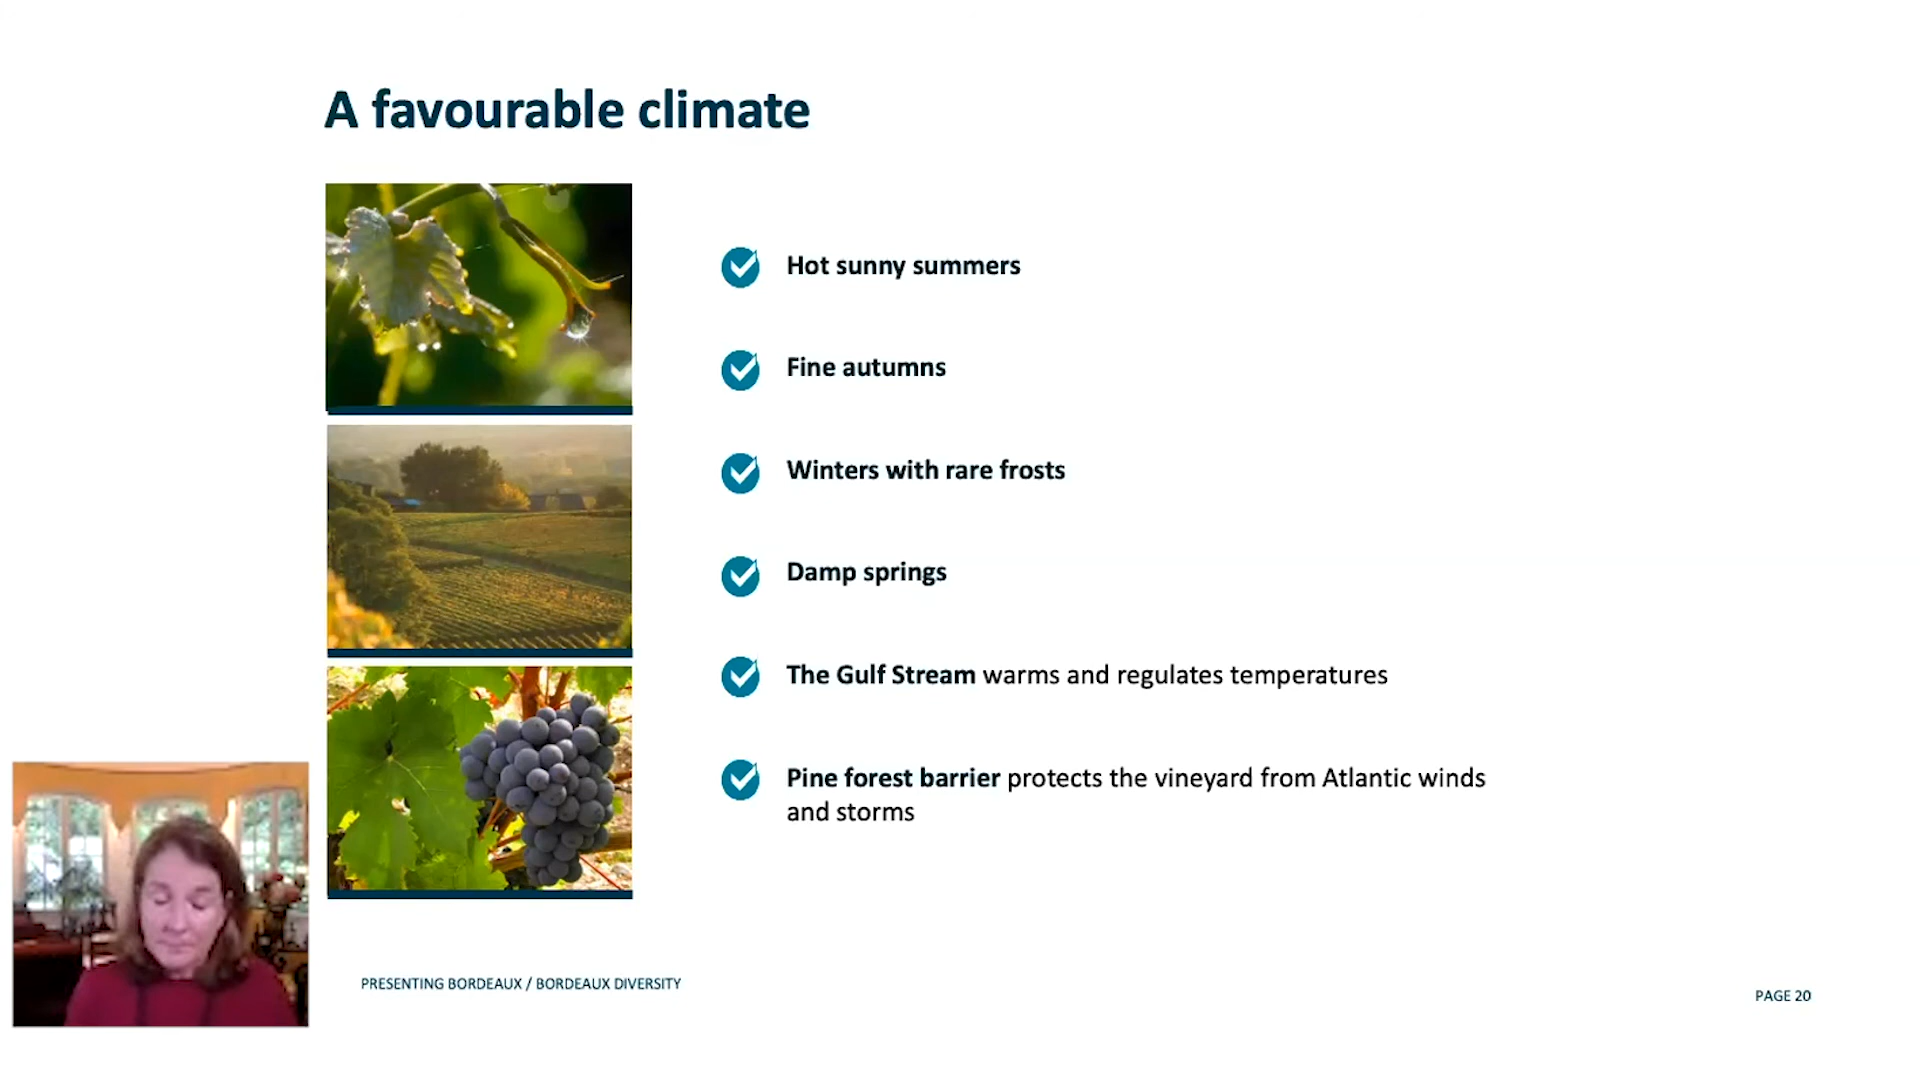 A favourable climate
Hot sunny summers
Fine autumns
Winters with rare frosts
Damp springs
The Gulf Stream warms and regulates temperatures
Pine forest barrier protects the vineyard from Atlantic winds
and storms
PRESENTING BORDEAUX / BORDEAUX DIVERSITY
PAGE 20